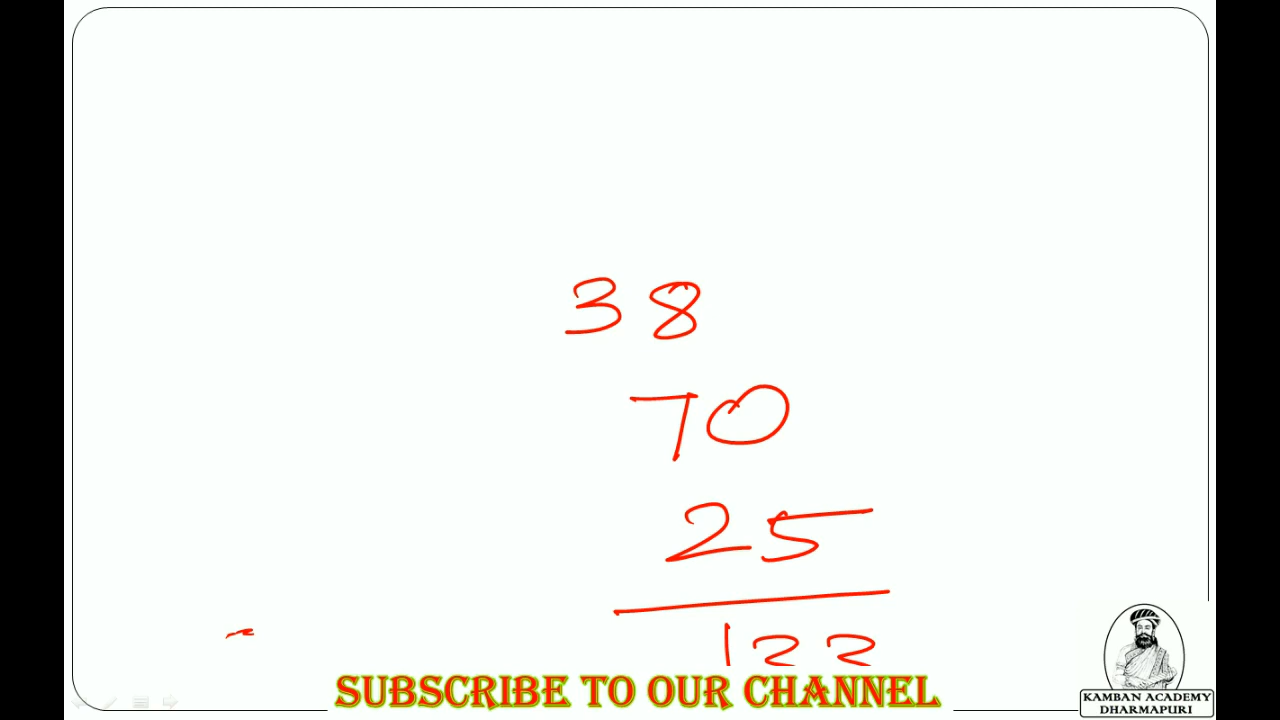 38
70
25
133
SUBSCRIBE TO OUR CHANNEL
KAMBAN ACADEMY
DHARMAPURI